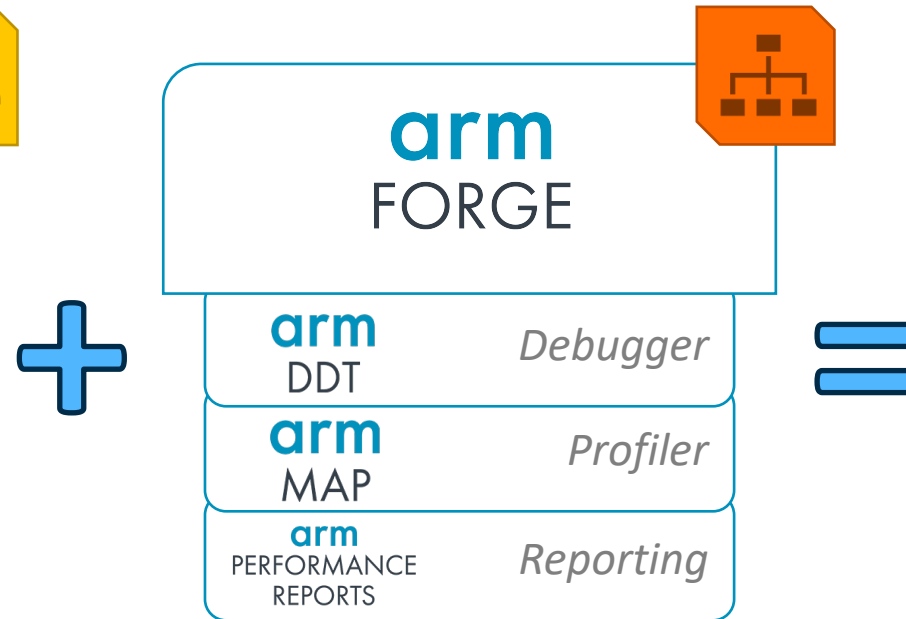 arm
FORGE
arm
DDT
Debugger
arm
MAP
Profiler
arm
PERFORMANCE
REPORTS
Reporting